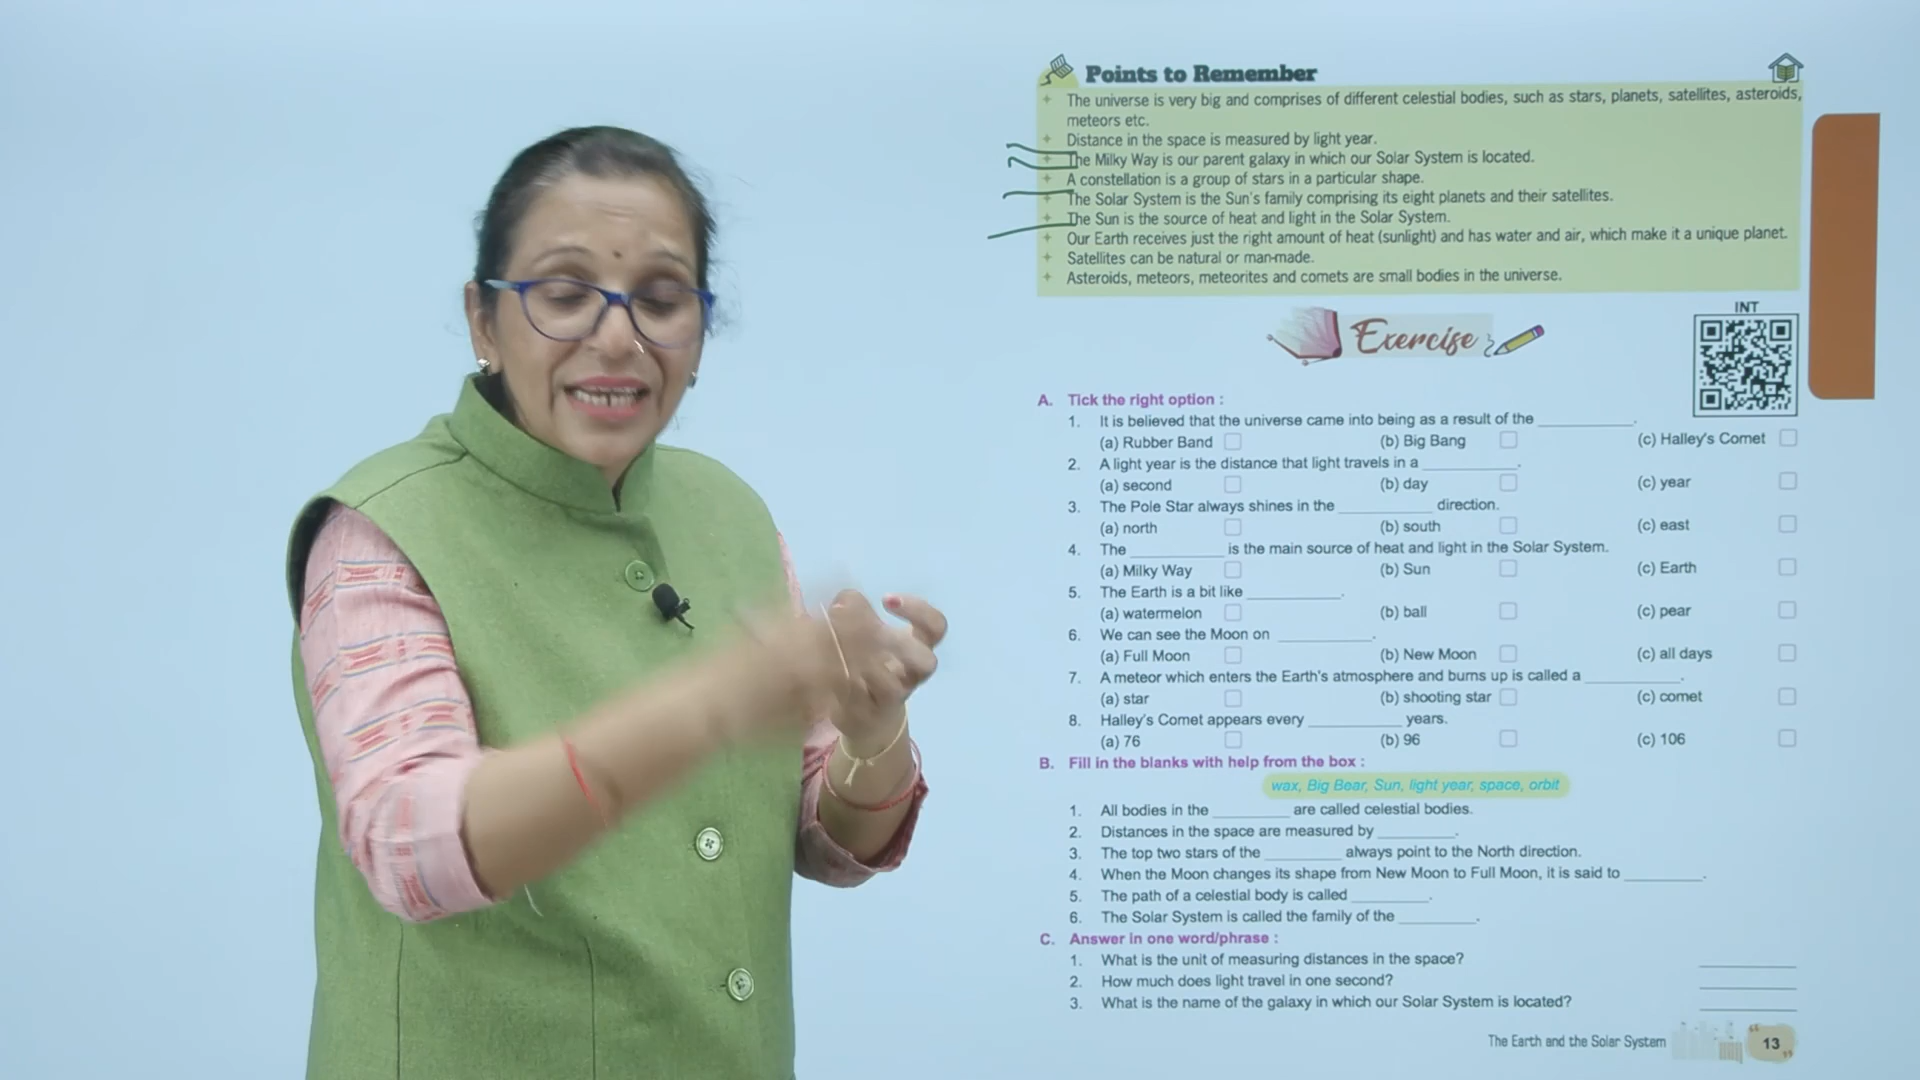 Points to Remember
The universe is very big and comprises of different celestial bodies, such as stars, planets, satellites, asteroids,
meteors etc.
Distance in the space is measured by light year.
The Milky Way is our parent galaxy in which our Solar System is located.
A constellation is a group of stars in a particular shape.
The Solar System is the Sun's family comprising its eight planets and their satellites.
The Sun is the source of heat and light in the Solar System.
Our Earth receives just the right amount of heat (sunlight) and has water and air, which make it a unique planet.
Satellites can be natural or man-made.
Asteroids, meteors, meteorites and comets are small bodies in the universe.
INT
Exercise
A. Tick the right option :
1. It is believed that the universe came into being as a result of the __________.
(a) Rubber Band (b) Big Bang (c) Halley's Comet
2. A light year is the distance that light travels in a __________.
(a) second (b) day (c) year
3. The Pole Star always shines in the __________ direction.
(a) north (b) south (c) east
4. The __________ is the main source of heat and light in the Solar System.
(a) Milky Way (b) Sun (c) Earth
5. The Earth is a bit like __________.
(a) watermelon (b) ball (c) pear
6. We can see the Moon on __________.
(a) Full Moon (b) New Moon (c) all days
7. A meteor which enters the Earth's atmosphere and burns up is called a __________.
(a) star (b) shooting star (c) comet
8. Halley's Comet appears every __________ years.
(a) 76 (b) 96 (c) 106
B. Fill in the blanks with help from the box :
wax, Big Bear, Sun, light year, space, orbit
1. All bodies in the ________ are called celestial bodies.
2. Distances in the space are measured by ________.
3. The top two stars of the ________ always point to the North direction.
4. When the Moon changes its shape from New Moon to Full Moon, it is said to ________.
5. The path of a celestial body is called ________.
6. The Solar System is called the family of the ________.
C. Answer in one word/phrase :
1. What is the unit of measuring distances in the space? __________
2. How much does light travel in one second? __________
3. What is the name of the galaxy in which our Solar System is located? __________
The Earth and the Solar System 13